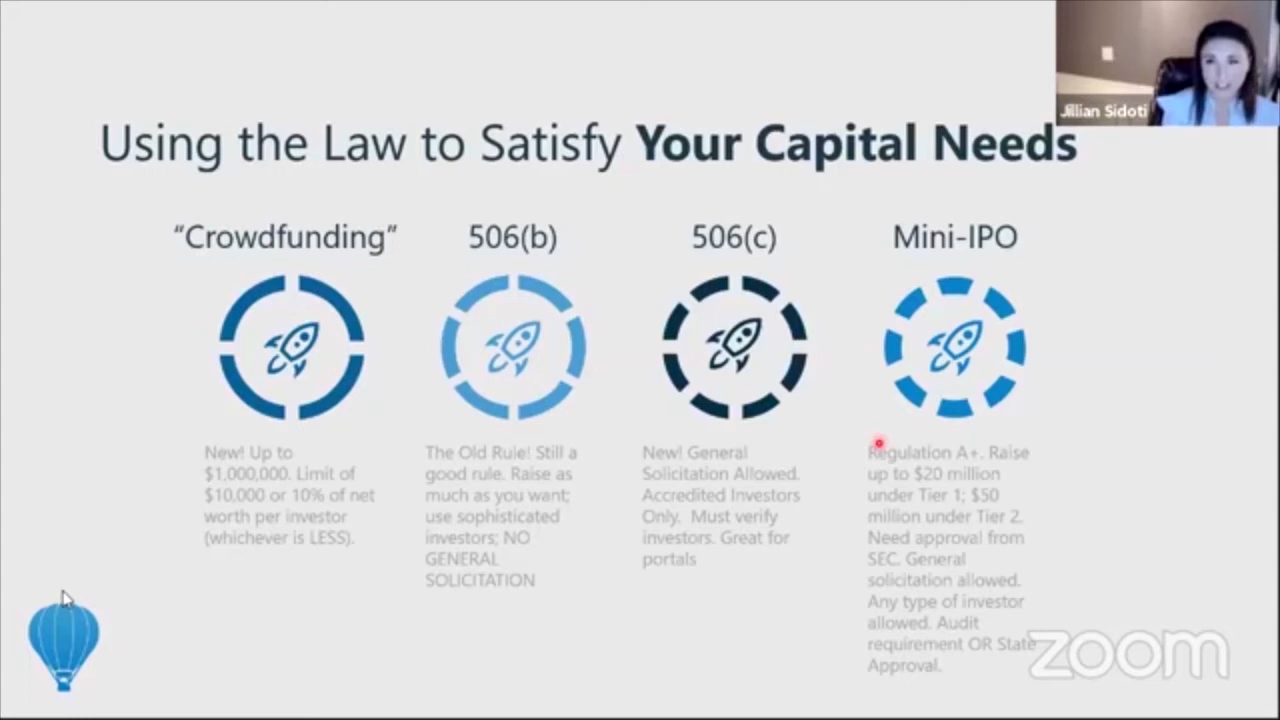 Jillian Sidoti
Using the Law to Satisfy Your Capital Needs
“Crowdfunding”
New! Up to
$1,000,000. Limit of
$10,000 or 10% of net
worth per investor
(whichever is LESS).
506(b)
The Old Rule! Still a
good rule. Raise as
much as you want;
use sophisticated
investors; NO
GENERAL
SOLICITATION
506(c)
New! General
Solicitation Allowed.
Accredited Investors
Only. Must verify
investors. Great for
portals
Mini-IPO
Regulation A+. Raise
up to $20 million
under Tier 1; $50
million under Tier 2.
Need approval from
SEC. General
solicitation allowed.
Any type of investor
allowed. Audit
requirement OR State
Approval.
zoom